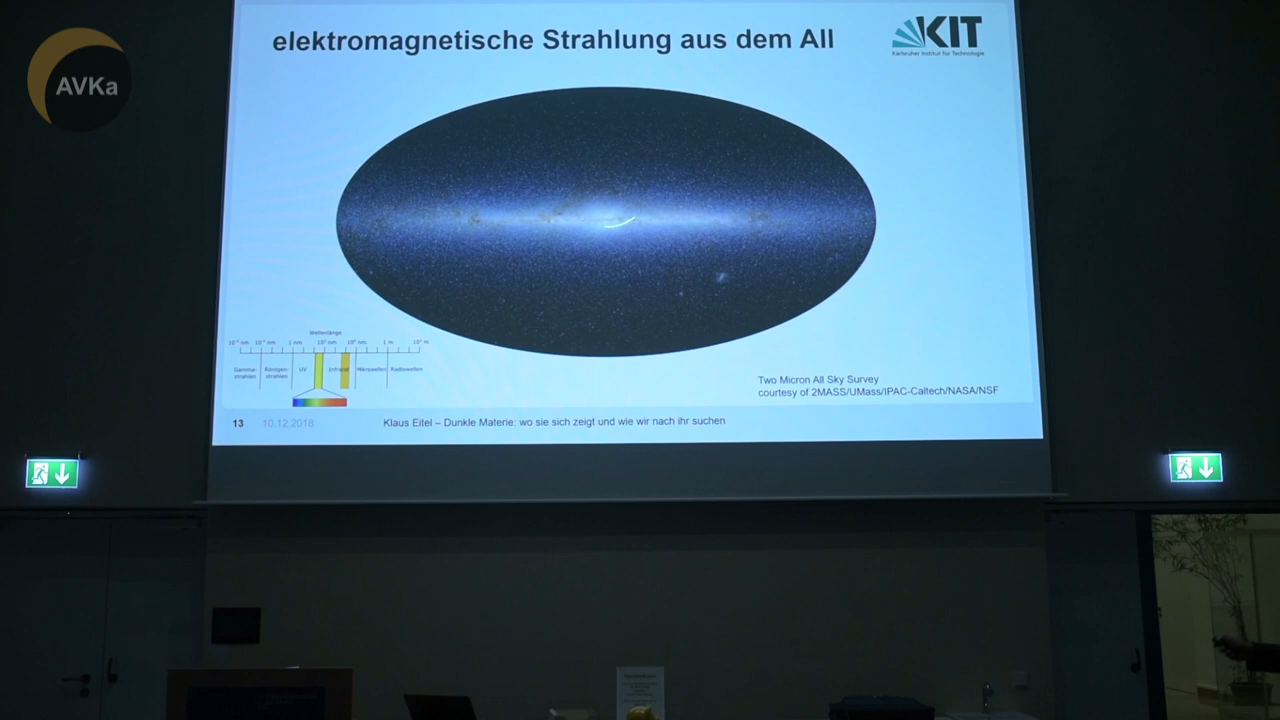 AVKa
elektromagnetische Strahlung aus dem All
KIT
Karlsruher Institut für Technologie
Wellenlänge
1 nm
1 m
Gamma-
strahlen
Röntgen-
strahlen
UV
Infrarot
Mikrowellen
Radiowellen
Two Micron All Sky Survey
courtesy of 2MASS/UMass/IPAC-Caltech/NASA/NSF
13
10.12.2018
Klaus Eitel – Dunkle Materie: wo sie sich zeigt und wie wir nach ihr suchen